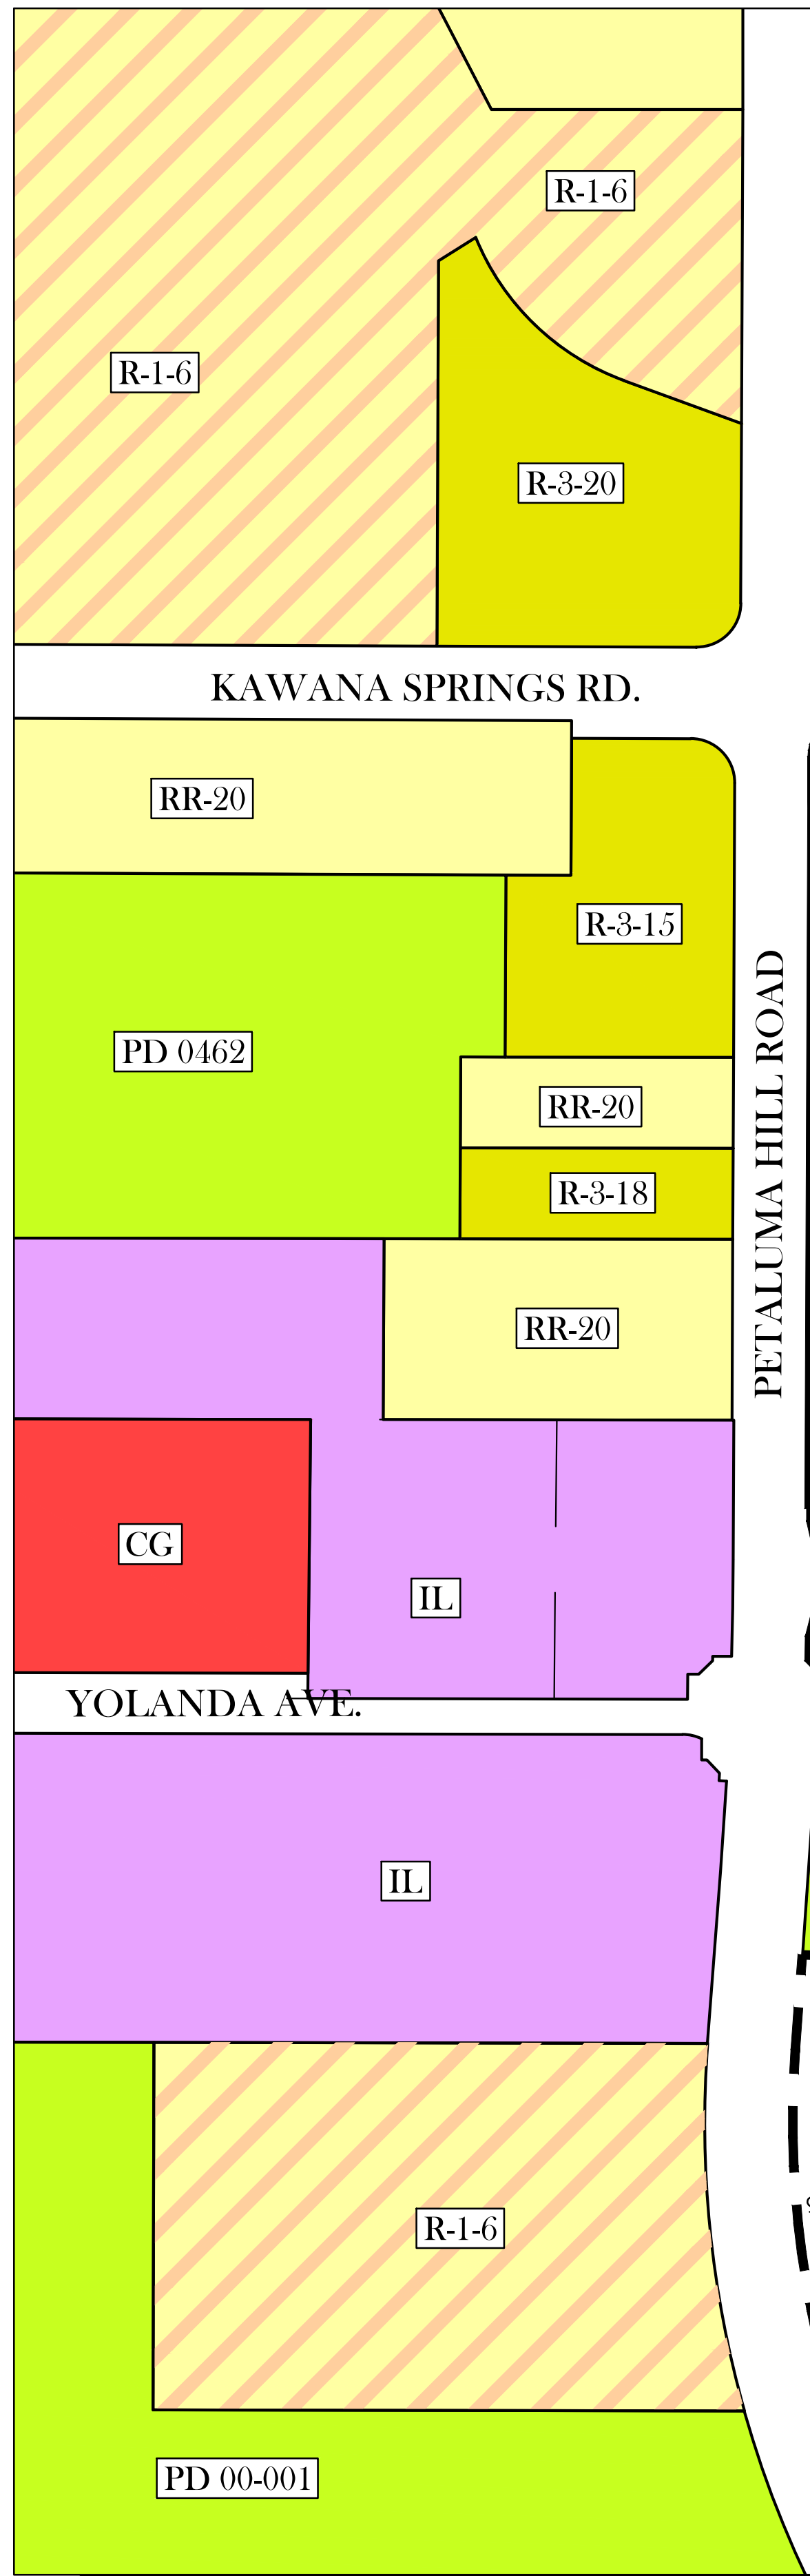 R-1-6
R-1-6
R-3-20
KAWANA SPRINGS RD.
RR-20
R-3-15
PD 0462
RR-20
R-3-18
PETALUMA HILL ROAD
RR-20
CG
IL
YOLANDA AVE.
IL
R-1-6
PD 00-001